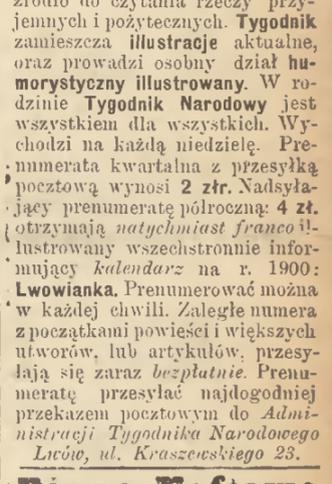 źródło do czytania rzeczy przy-
jemnych i pożytecznych. Tygodnik
zamieszcza illustracje aktualne,
oraz prowadzi osobny dział hu-
morystyczny illustrowany. W ro-
dzinie Tygodnik Narodowy jest
wszystkiem dla wszystkich. Wy-
chodzi na każdą niedzielę. Pre-
numerata kwartalna z przesyłką
pocztową wynosi 2 złr. Nadsyła-
jący prenumeratę półroczną: 4 zł.
otrzymają natychmiast franco il-
lustrowany wszechstronnie infor-
mujący kalendarz na r. 1900:
Lwowianka. Prenumerować można
w każdej chwili. Zaległe numera
z początkami powieści i większych
utworów, lub artykułów, przesy-
łają się zaraz bezpłatnie. Prenu-
meratę przesyłać najdogodniej
przekazem pocztowym do Admi-
nistracji Tygodnika Narodowego
Lwów, ul. Kraszewskiego 23.